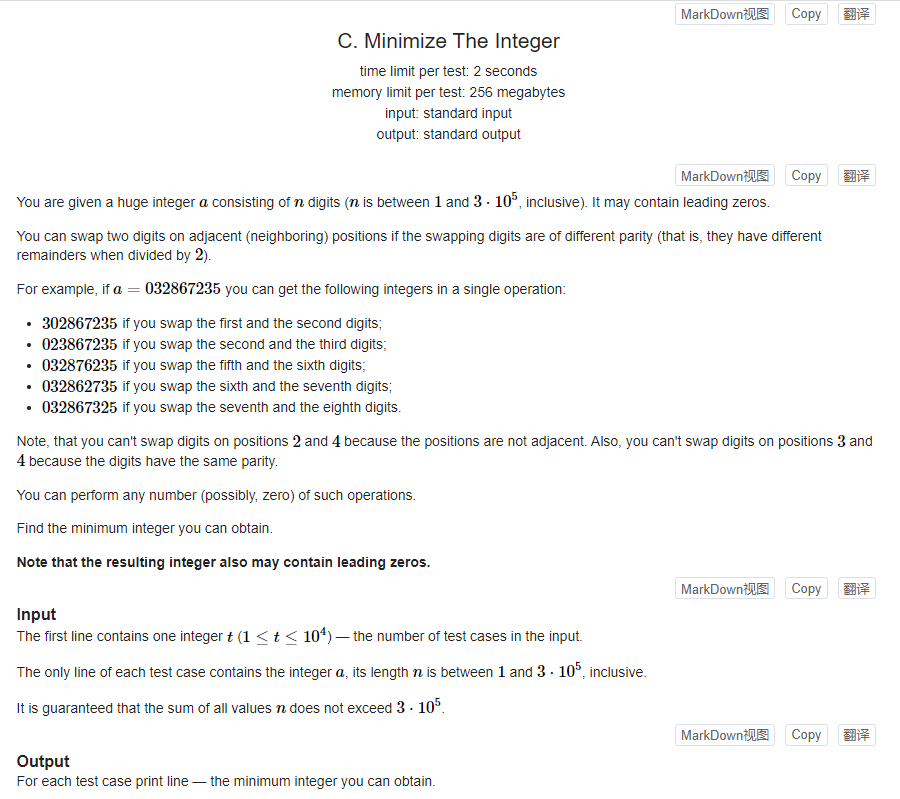 MarkDown视图 Copy 翻译
C. Minimize The Integer
time limit per test: 2 seconds
memory limit per test: 256 megabytes
input: standard input
output: standard output
MarkDown视图 Copy 翻译
You are given a huge integer a consisting of n digits (n is between 1 and 3 · 10^5, inclusive). It may contain leading zeros.
You can swap two digits on adjacent (neighboring) positions if the swapping digits are of different parity (that is, they have different
remainders when divided by 2).
For example, if a = 032867235 you can get the following integers in a single operation:
• 302867235 if you swap the first and the second digits;
• 023867235 if you swap the second and the third digits;
• 032876235 if you swap the fifth and the sixth digits;
• 032862735 if you swap the sixth and the seventh digits;
• 032867325 if you swap the seventh and the eighth digits.
Note, that you can't swap digits on positions 2 and 4 because the positions are not adjacent. Also, you can't swap digits on positions 3 and
4 because the digits have the same parity.
You can perform any number (possibly, zero) of such operations.
Find the minimum integer you can obtain.
Note that the resulting integer also may contain leading zeros.
MarkDown视图 Copy 翻译
Input
The first line contains one integer t (1 ≤ t ≤ 10^4) — the number of test cases in the input.
The only line of each test case contains the integer a, its length n is between 1 and 3 · 10^5, inclusive.
It is guaranteed that the sum of all values n does not exceed 3 · 10^5.
MarkDown视图 Copy 翻译
Output
For each test case print line — the minimum integer you can obtain.